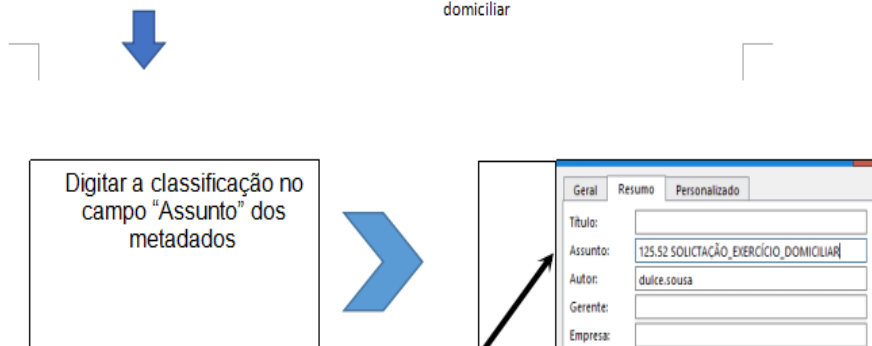 domiciliar
Digitar a classificação no
campo “Assunto” dos
metadados
Geral Resumo Personalizado
Título:
Assunto: 125.52 SOLICTAÇÃO_EXERCÍCIO_DOMICILIAR
Autor: dulce.sousa
Gerente:
Empresa: